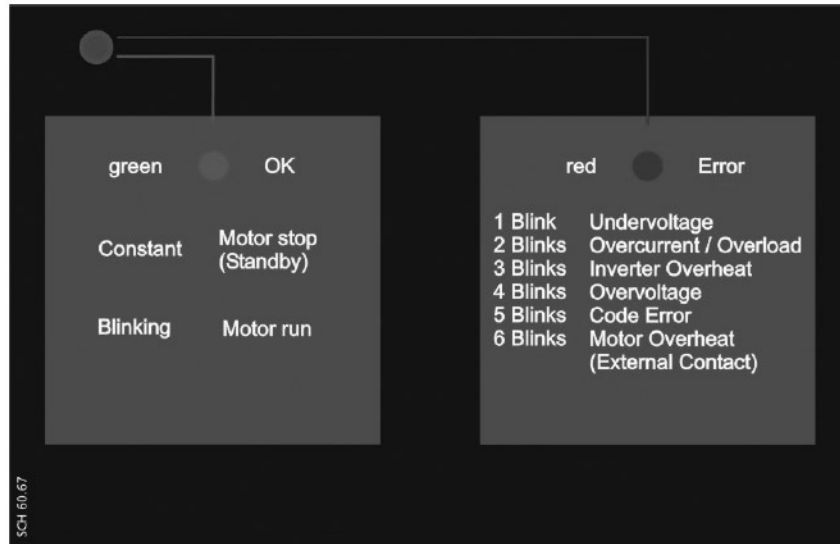 green OK
Constant Motor stop
(Standby)
Blinking Motor run
red Error
1 Blink Undervoltage
2 Blinks Overcurrent / Overload
3 Blinks Inverter Overheat
4 Blinks Overvoltage
5 Blinks Code Error
6 Blinks Motor Overheat
(External Contact)
SCH 60.67